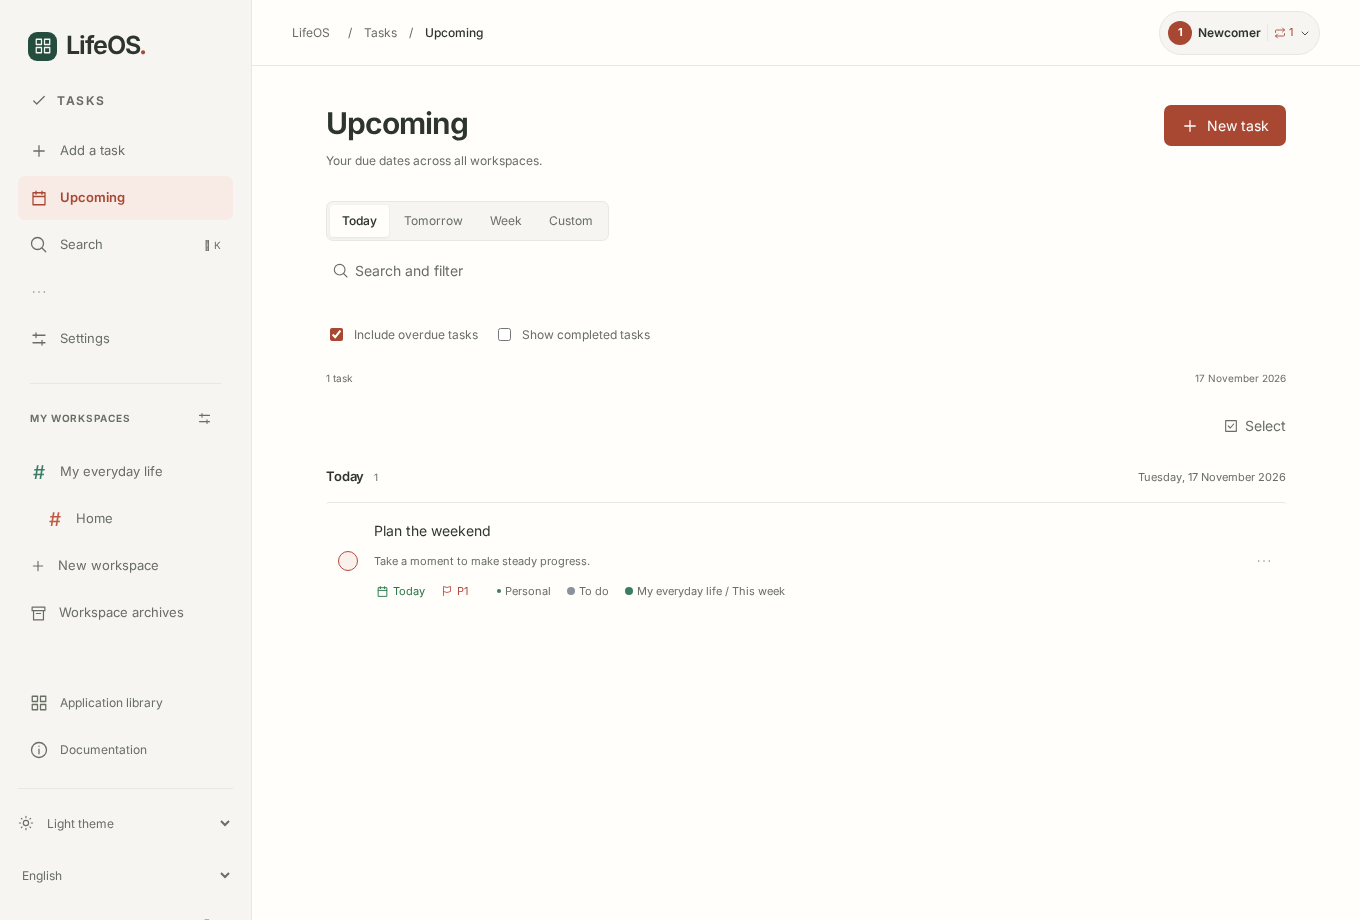 LifeOS.
TASKS
Add a task
Upcoming
Search K
...
Settings
MY WORKSPACES
# My everyday life
# Home
New workspace
Workspace archives
Application library
Documentation
Light theme
English
LifeOS / Tasks / Upcoming
1 Newcomer 1
Upcoming
New task
Your due dates across all workspaces.
Today Tomorrow Week Custom
Search and filter
Include overdue tasks Show completed tasks
1 task 17 November 2026
Select
Today 1 Tuesday, 17 November 2026
Plan the weekend
Take a moment to make steady progress.
...
Today P1 • Personal To do My everyday life / This week